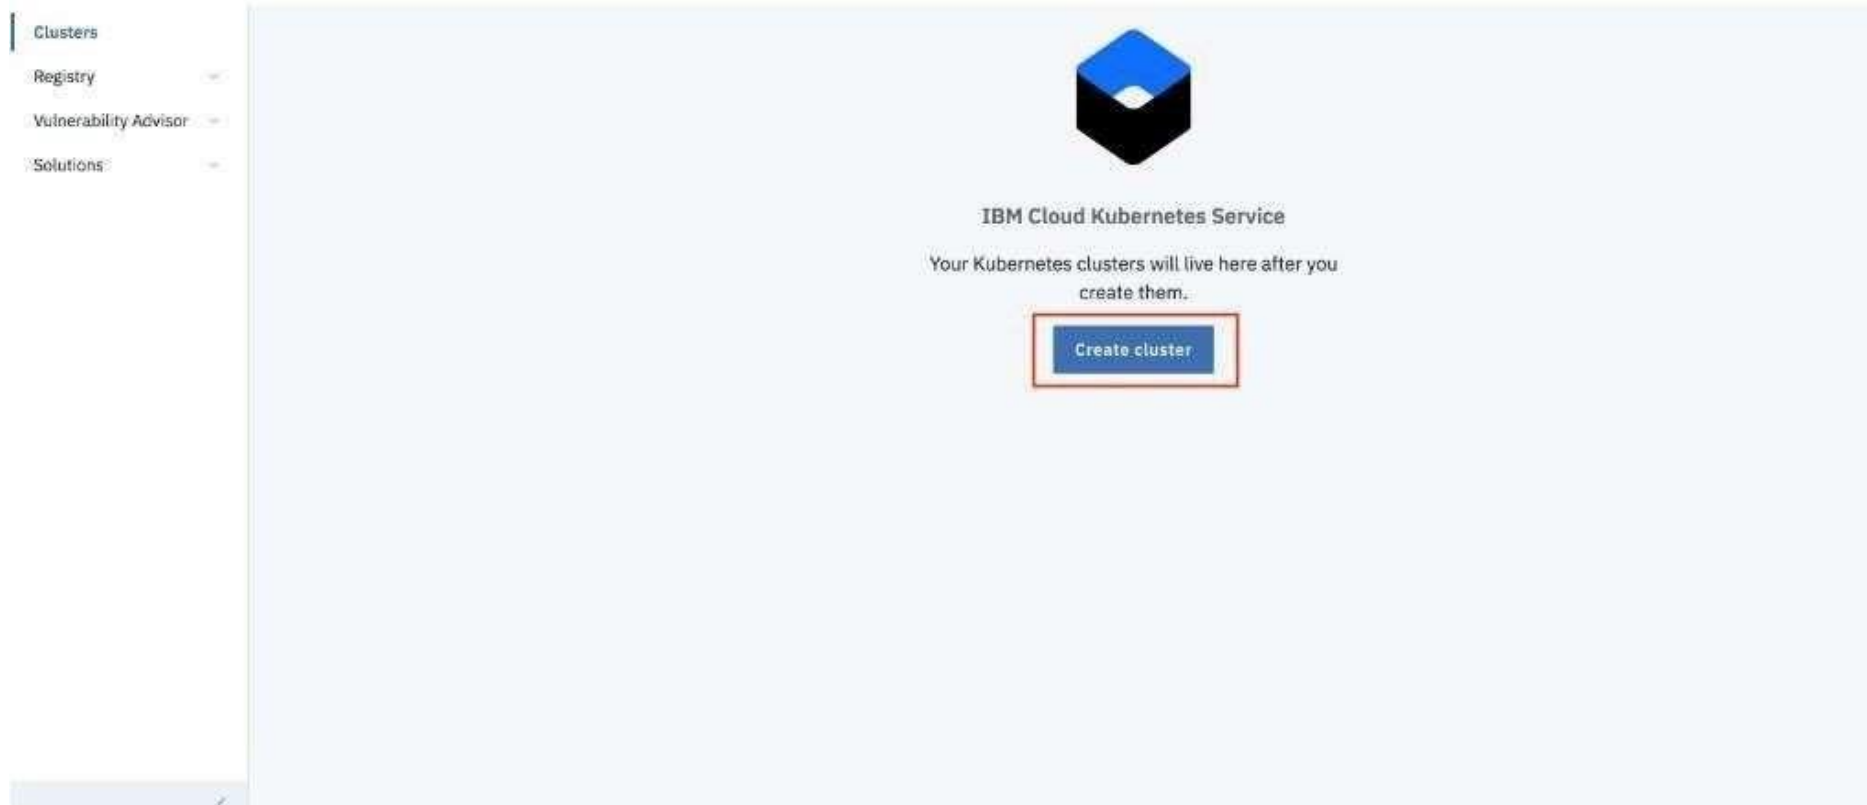 Clusters
Registry
Vulnerability Advisor
Solutions
IBM Cloud Kubernetes Service
Your Kubernetes clusters will live here after you
create them.
Create cluster